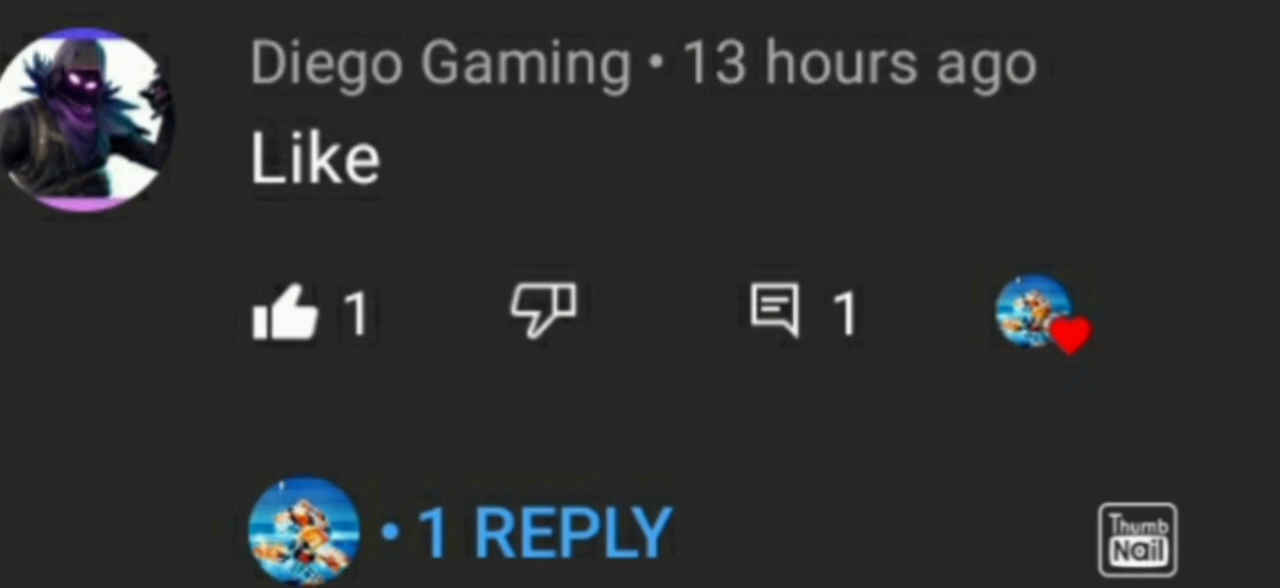 Diego Gaming • 13 hours ago
Like
1 1
• 1 REPLY
Thumb
Nail